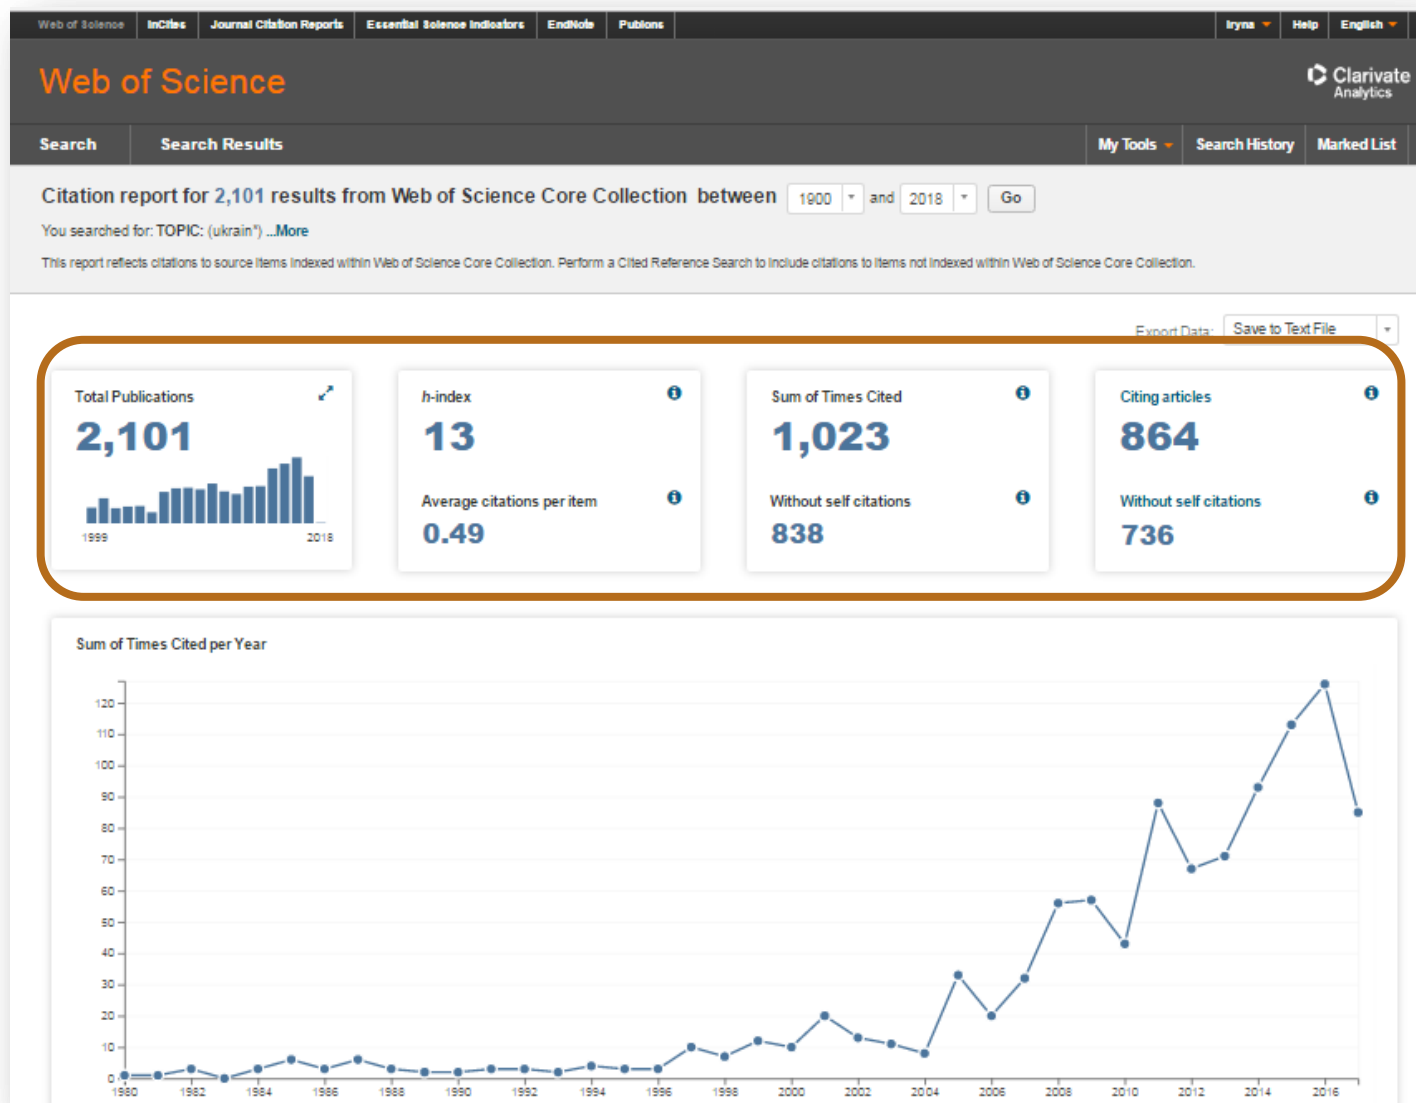 Web of Science InCites Journal Citation Reports Essential Science Indicators EndNote Publons Iryna Help English
Web of Science
Clarivate
Analytics
Search Search Results My Tools Search History Marked List
Citation report for 2,101 results from Web of Science Core Collection between 1900 and 2018 Go
You searched for: TOPIC: (ukrain*) ...More
This report reflects citations to source items indexed within Web of Science Core Collection. Perform a Cited Reference Search to include citations to items not indexed within Web of Science Core Collection.
Export Data: Save to Text File
Total Publications
2,101
1999 2018
h-index
13
Average citations per item
0.49
Sum of Times Cited
1,023
Without self citations
838
Citing articles
864
Without self citations
736
Sum of Times Cited per Year
120
110
100
90
80
70
60
50
40
30
20
10
0
1980 1982 1984 1986 1988 1990 1992 1994 1996 1998 2000 2002 2004 2006 2008 2010 2012 2014 2016